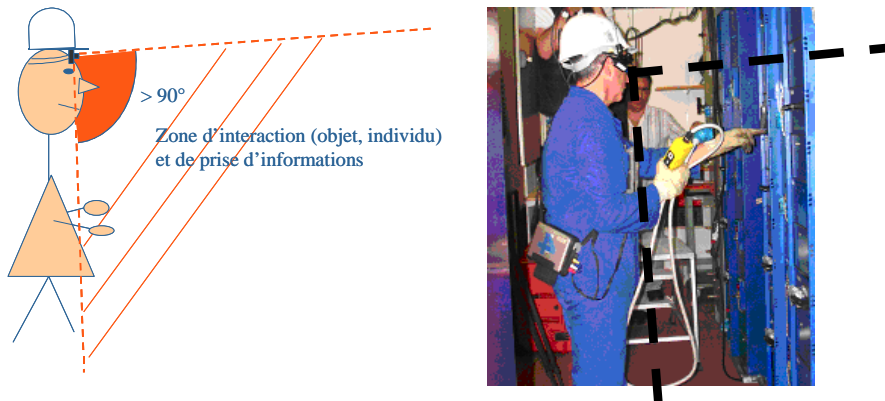 > 90°
Zone d'interaction (objet, individu)
et de prise d'informations